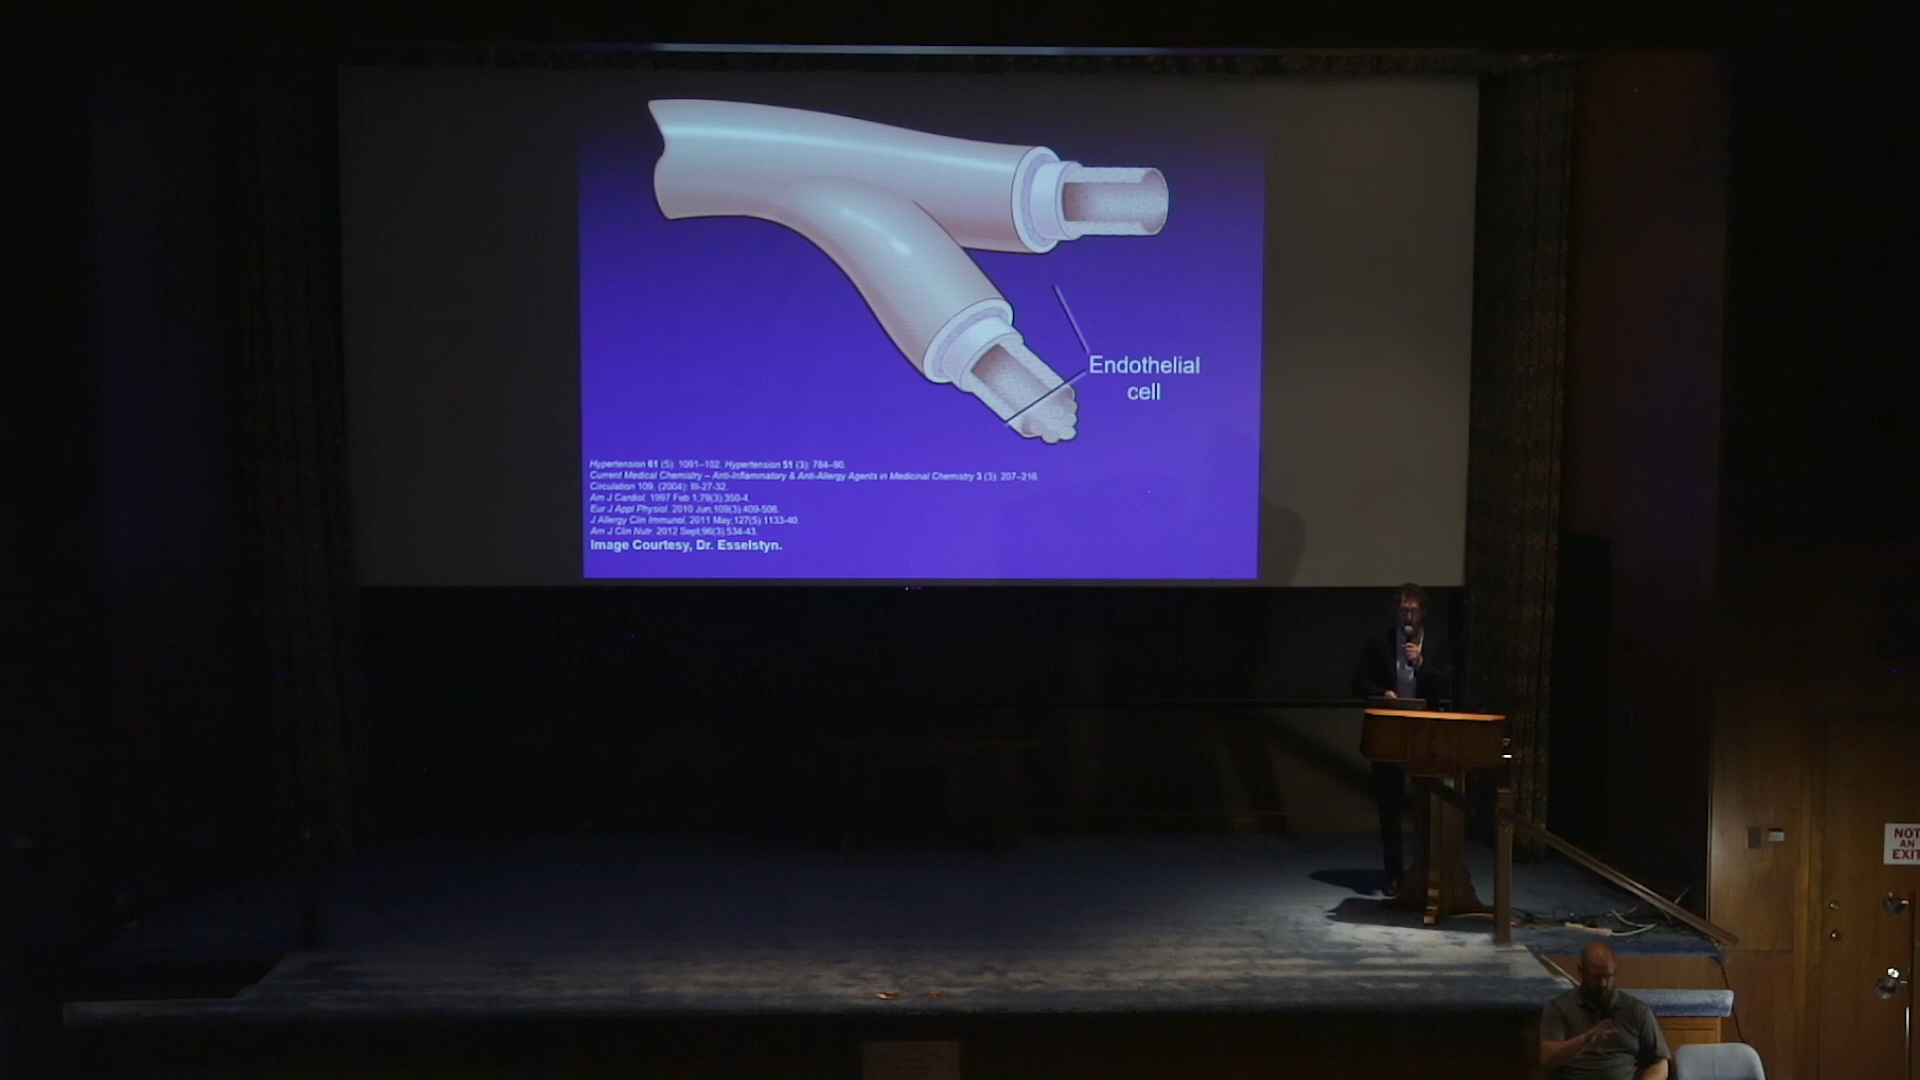 Endothelial
cell
Hypertension 61 (5): 1091–102. Hypertension 51 (3): 784–90.
Current Medical Chemistry – Anti-Inflammatory & Anti-Allergy Agents in Medicinal Chemistry 3 (3): 207–216
Circulation 109, (2004): III-27-32.
Am J Cardiol. 1997 Feb 1;79(3):350-4.
Eur J Appl Physiol. 2010 Jun;109(3):409-506.
J Allergy Clin Immunol. 2011 May;127(5):1133-40.
Am J Clin Nutr. 2012 Sept;96(3):534-43.
Image Courtesy, Dr. Esselstyn.
NOT
AN
EXIT